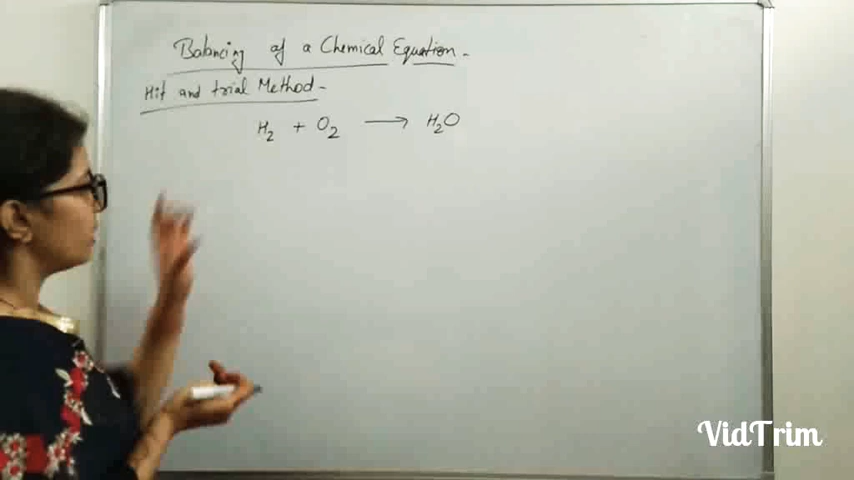 Balancing of a Chemical Equation -
Hit and trial Method -
H₂ + O₂ ⟶ H₂O
VidTrim